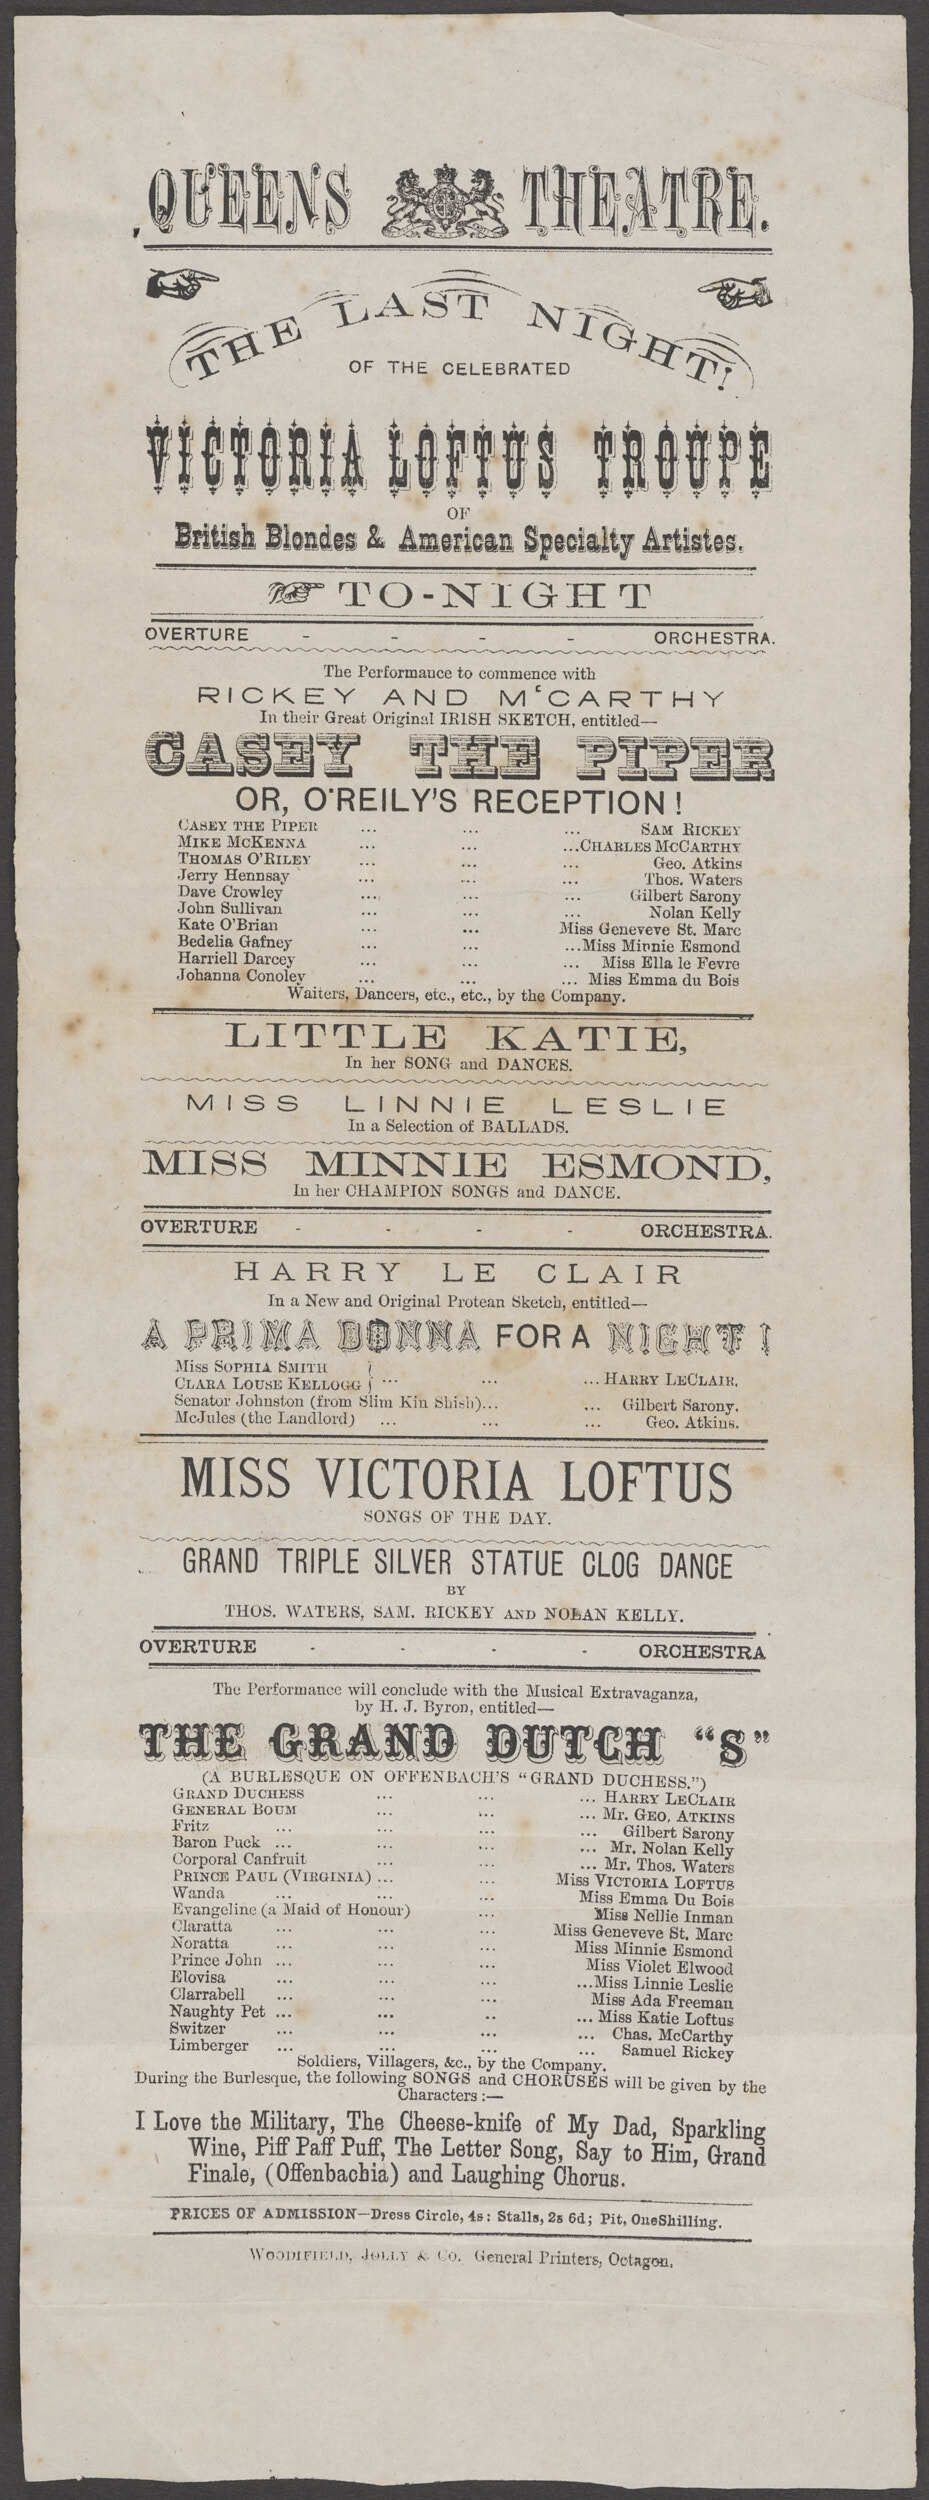 QUEENS THEATRE.
THE LAST NIGHT!
OF THE CELEBRATED
VICTORIA LOFTUS TROUPE
OF
British Blondes & American Specialty Artistes.
TO-NIGHT
OVERTURE - - - - ORCHESTRA.
The Performance to commence with
RICKEY AND McCARTHY
In their Great Original IRISH SKETCH, entitled—
CASEY THE PIPER
OR, O'REILY'S RECEPTION!
CASEY THE PIPER ... ... ... SAM RICKEY
MIKE MCKENNA ... ... ...CHARLES MCCARTHY
THOMAS O'RILEY ... ... ... Geo. Atkins
Jerry Hennsay ... ... ... Thos. Waters
Dave Crowley ... ... ... Gilbert Sarony
John Sullivan ... ... ... Nolan Kelly
Kate O'Brian ... ... Miss Geneveve St. Marc
Bedelia Gafney ... ... ...Miss Minnie Esmond
Harriell Darcey ... ... ... Miss Ella le Fevre
Johanna Conoley ... ... ... Miss Emma du Bois
Waiters, Dancers, etc., etc., by the Company.
LITTLE KATIE,
In her SONG and DANCES.
MISS LINNIE LESLIE
In a Selection of BALLADS.
MISS MINNIE ESMOND,
In her CHAMPION SONGS and DANCE.
OVERTURE - - - - ORCHESTRA.
HARRY LE CLAIR
In a New and Original Protean Sketch, entitled—
A PRIMA DONNA FOR A NIGHT!
Miss SOPHIA SMITH }
CLARA LOUSE KELLOGG } ... ... ... HARRY LECLAIR.
Senator Johnston (from Slim Kin Shish)... ... Gilbert Sarony.
McJules (the Landlord) ... ... ... Geo. Atkins.
MISS VICTORIA LOFTUS
SONGS OF THE DAY.
GRAND TRIPLE SILVER STATUE CLOG DANCE
BY
THOS. WATERS, SAM. RICKEY AND NOLAN KELLY.
OVERTURE - - - - ORCHESTRA
The Performance will conclude with the Musical Extravaganza,
by H. J. Byron, entitled—
THE GRAND DUTCH "S"
(A BURLESQUE ON OFFENBACH'S "GRAND DUCHESS.")
GRAND DUCHESS ... ... ... HARRY LECLAIR
GENERAL BOUM ... ... ... Mr. GEO. ATKINS
Fritz ... ... ... ... Gilbert Sarony
Baron Puck ... ... ... ... Mr. Nolan Kelly
Corporal Canfruit ... ... ... Mr. Thos. Waters
PRINCE PAUL (VIRGINIA) ... ... Miss VICTORIA LOFTUS
Wanda ... ... ... Miss Emma Du Bois
Evangeline (a Maid of Honour) ... Miss Nellie Inman
Claratta ... ... ... Miss Geneveve St. Marc
Noratta ... ... ... Miss Minnie Esmond
Prince John ... ... ... Miss Violet Elwood
Elovisa ... ... ... ...Miss Linnie Leslie
Clarrabell ... ... ... Miss Ada Freeman
Naughty Pet ... ... .. ... Miss Katie Loftus
Switzer ... ... ... ... Chas. McCarthy
Limberger ... ... ... ... Samuel Rickey
Soldiers, Villagers, &c., by the Company.
During the Burlesque, the following SONGS and CHORUSES will be given by the
Characters :—
I Love the Military, The Cheese-knife of My Dad, Sparkling
Wine, Piff Paff Puff, The Letter Song, Say to Him, Grand
Finale, (Offenbachia) and Laughing Chorus.
PRICES OF ADMISSION—Dress Circle, 4s: Stalls, 2s 6d; Pit, OneShilling.
WOODIFIELD, JOLLY & CO. General Printers, Octagon.